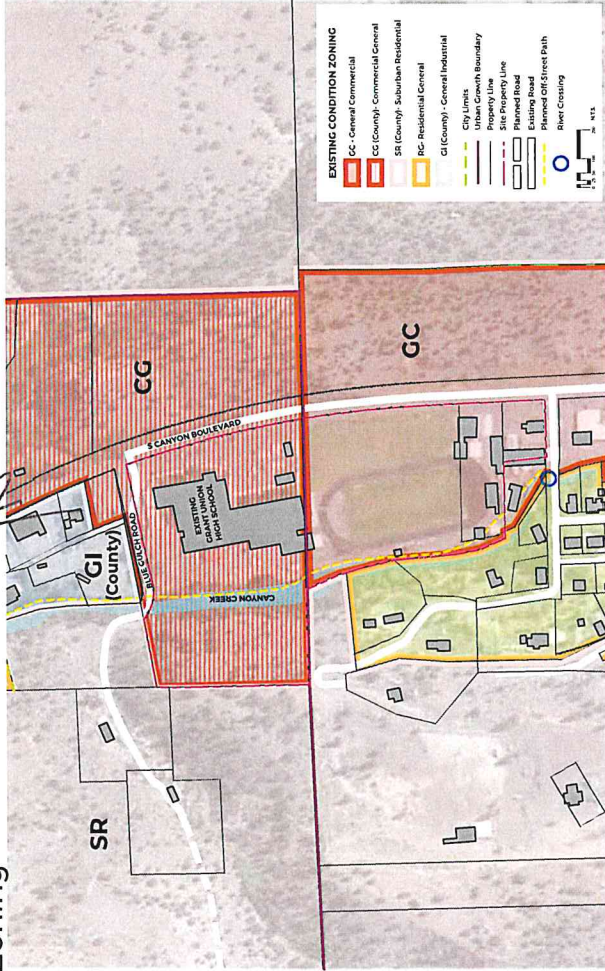 Zoning
EXISTING CONDITION ZONING
GC - General Commercial
CG (County)- Commercial General
SR (County)- Suburban Residential
RG- Residential General
GI (County) - General Industrial
City Limits
Urban Growth Boundary
Property Line
Site Property Line
Planned Road
Existing Road
Planned Off-Street Path
River Crossing
NTS
CG
GC
S CANYON BOULEVARD
EXISTING
GRANT UNION
HIGH SCHOOL
BLUE GULCH ROAD
GI
(County)
CANYON CREEK
SR